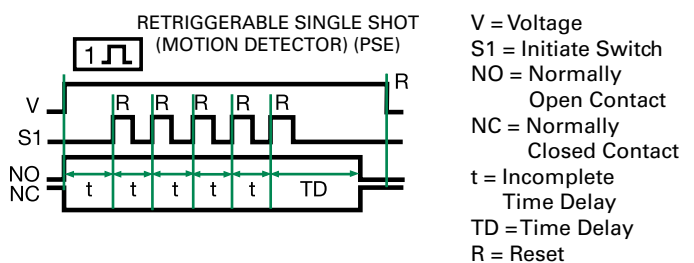 RETRIGGERABLE SINGLE SHOT
(MOTION DETECTOR) (PSE)
1
R
V
R R R R R
S1
NO
NC
t t t t t TD
V = Voltage
S1 = Initiate Switch
NO = Normally
Open Contact
NC = Normally
Closed Contact
t = Incomplete
Time Delay
TD = Time Delay
R = Reset